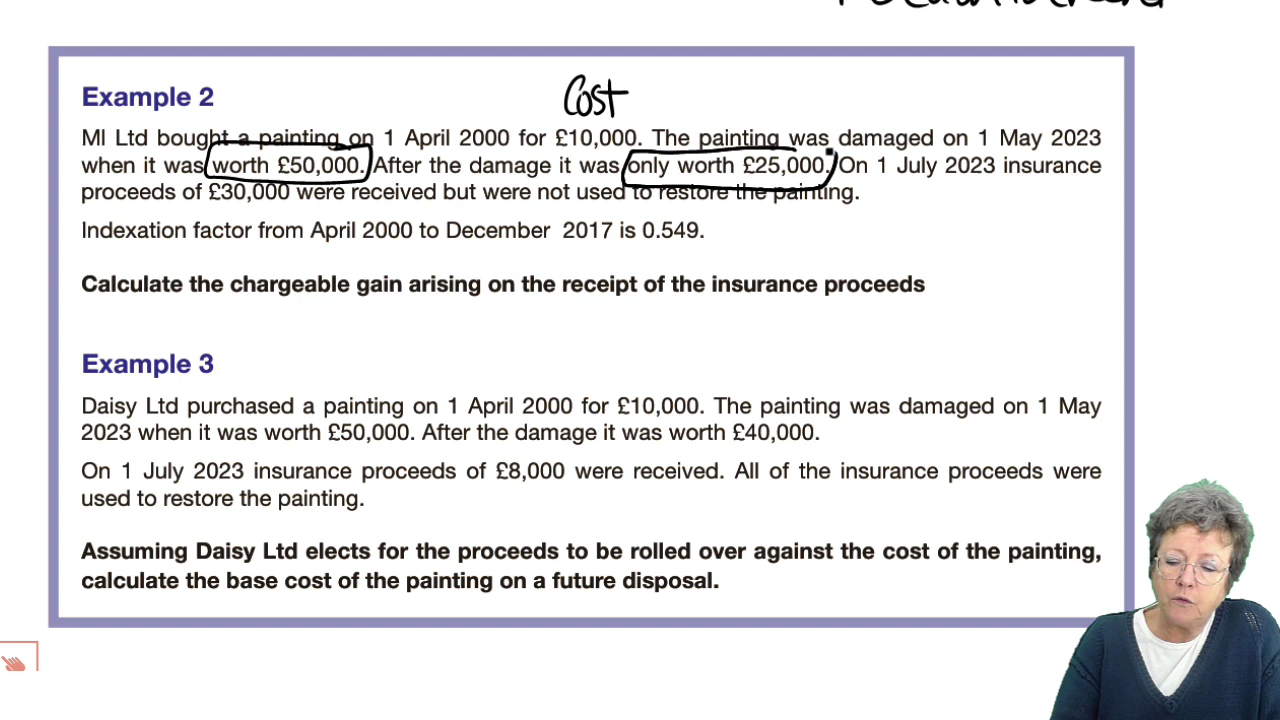 Example 2
Cost
Ml Ltd bought a painting on 1 April 2000 for £10,000. The painting was damaged on 1 May 2023
when it was worth £50,000. After the damage it was only worth £25,000. On 1 July 2023 insurance
proceeds of £30,000 were received but were not used to restore the painting.
Indexation factor from April 2000 to December 2017 is 0.549.
Calculate the chargeable gain arising on the receipt of the insurance proceeds
Example 3
Daisy Ltd purchased a painting on 1 April 2000 for £10,000. The painting was damaged on 1 May
2023 when it was worth £50,000. After the damage it was worth £40,000.
On 1 July 2023 insurance proceeds of £8,000 were received. All of the insurance proceeds were
used to restore the painting.
Assuming Daisy Ltd elects for the proceeds to be rolled over against the cost of the painting,
calculate the base cost of the painting on a future disposal.